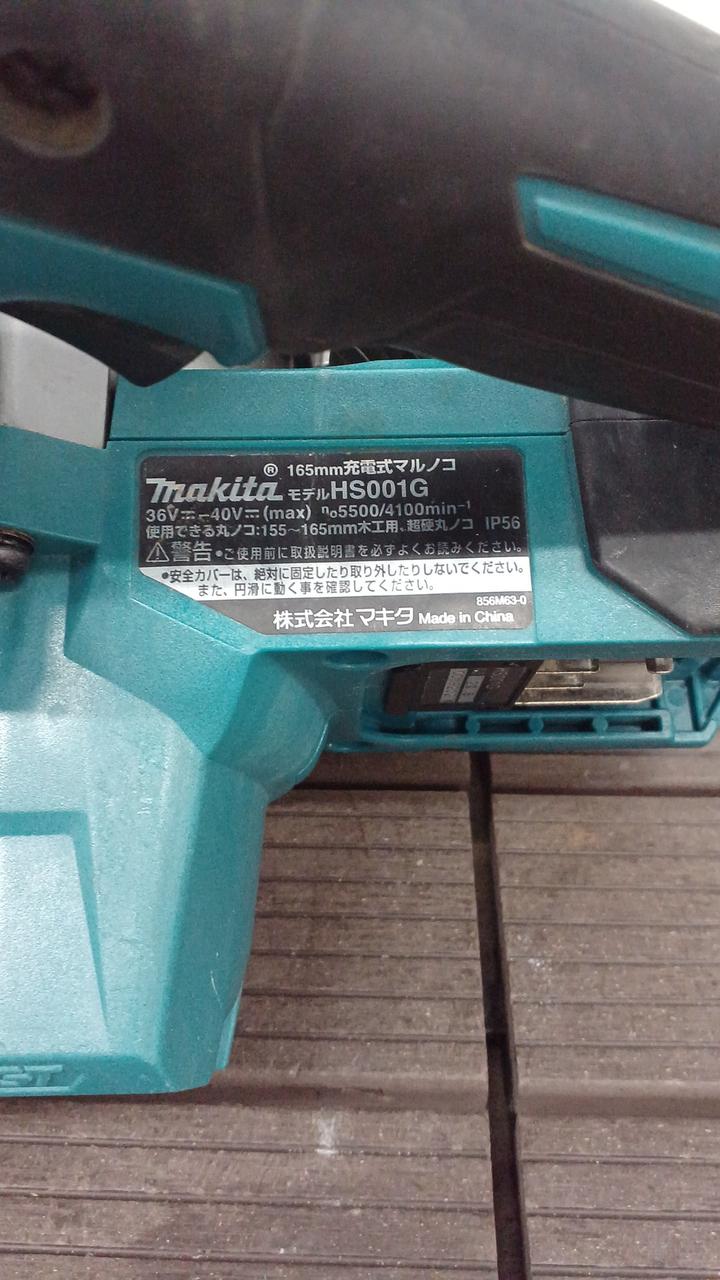 ® 165mm充電式マルノコ
makita モデルHS001G
36V⎓-40V⎓(max) n₀5500/4100min⁻¹
使用できる丸ノコ:155～165mm木工用、超硬丸ノコ IP56
⚠警告 •ご使用前に取扱説明書を必ずよくお読みください。
•安全カバーは、絶対に固定したり取り外したりしないでください。
また、円滑に動く事を確認してください。
856M63-0
株式会社マキタ Made in China